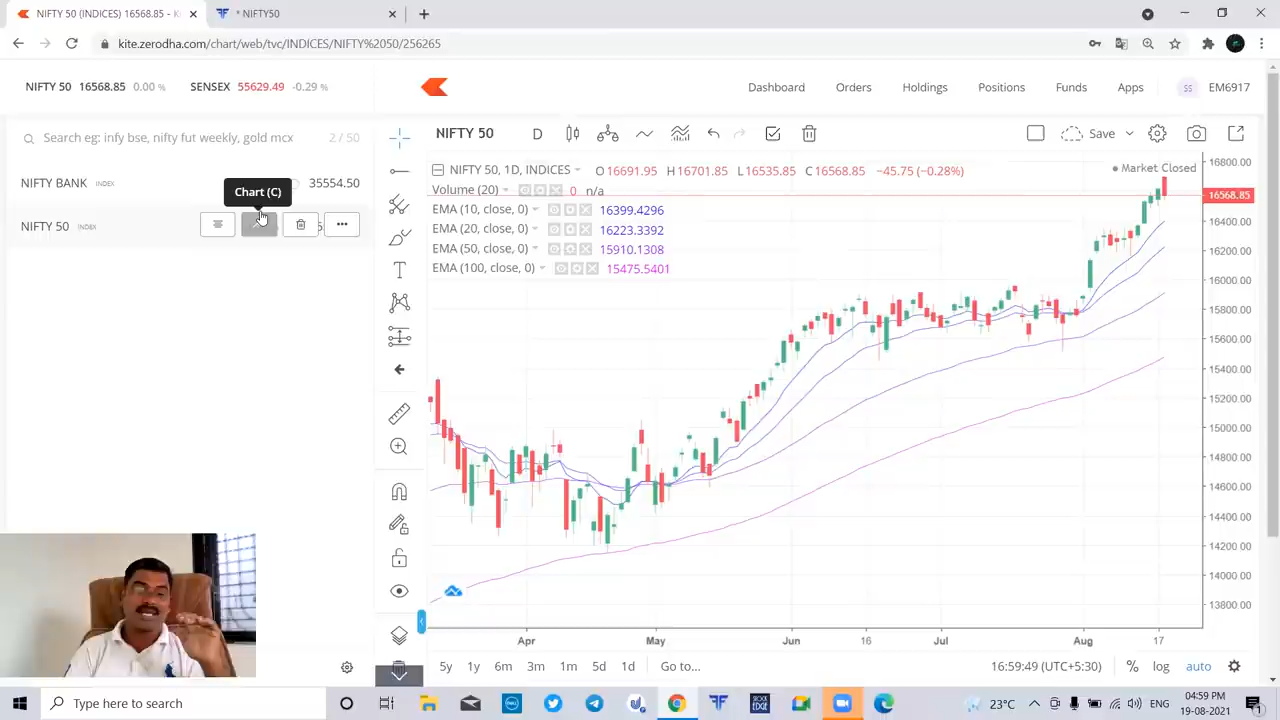 NIFTY 50 (INDICES) 16568.85 - K
* NIFTY50
kite.zerodha.com/chart/web/tvc/INDICES/NIFTY%2050/256265
NIFTY 50 16568.85 0.00 % SENSEX 55629.49 -0.29 %
Dashboard Orders Holdings Positions Funds Apps SS EM6917
Search eg: infy bse, nifty fut weekly, gold mcx 2 / 50
NIFTY 50 D Save
NIFTY 50, 1D, INDICES O16691.95 H16701.85 L16535.85 C16568.85 −45.75 (−0.28%)
Market Closed
NIFTY BANK INDEX 35554.50
Chart (C)
NIFTY 50 INDEX
Volume (20) 0 n/a
EMA (10, close, 0) 16399.4296
EMA (20, close, 0) 16223.3392
EMA (50, close, 0) 15910.1308
EMA (100, close, 0) 15475.5401
16800.00
16568.85
16400.00
16200.00
16000.00
15800.00
15600.00
15400.00
15200.00
15000.00
14800.00
14600.00
14400.00
14200.00
14000.00
13800.00
Apr May Jun 16 Jul Aug 17
5y 1y 6m 3m 1m 5d 1d Go to... 16:59:49 (UTC+5:30) % log auto
Type here to search
DELL
STOCK EDGE
23°C ENG
04:59 PM
19-08-2021